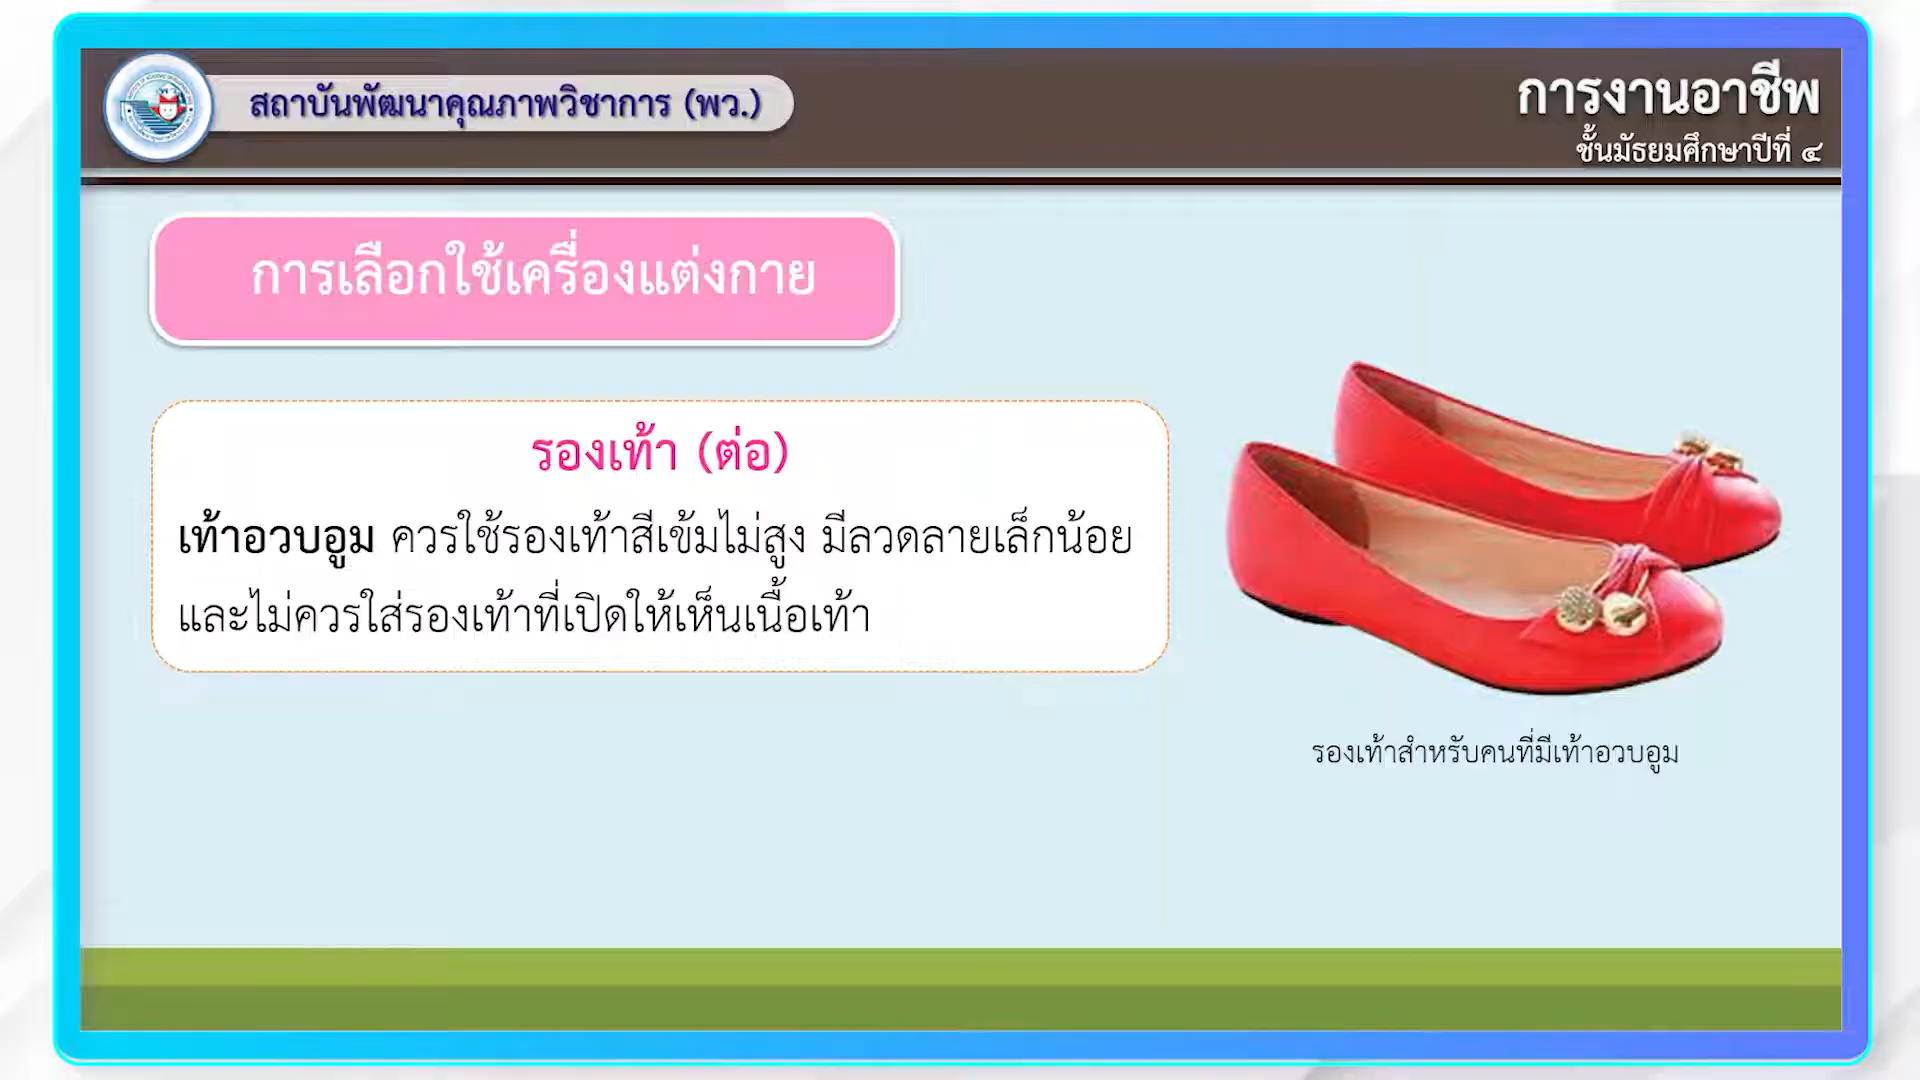 สถาบันพัฒนาคุณภาพวิชาการ (พว.)
การงานอาชีพ
ชั้นมัธยมศึกษาปีที่ ๔
การเลือกใช้เครื่องแต่งกาย
รองเท้า (ต่อ)
เท้าอวบอูม ควรใช้รองเท้าสีเข้มไม่สูง มีลวดลายเล็กน้อย
และไม่ควรใส่รองเท้าที่เปิดให้เห็นเนื้อเท้า
รองเท้าสำหรับคนที่มีเท้าอวบอูม